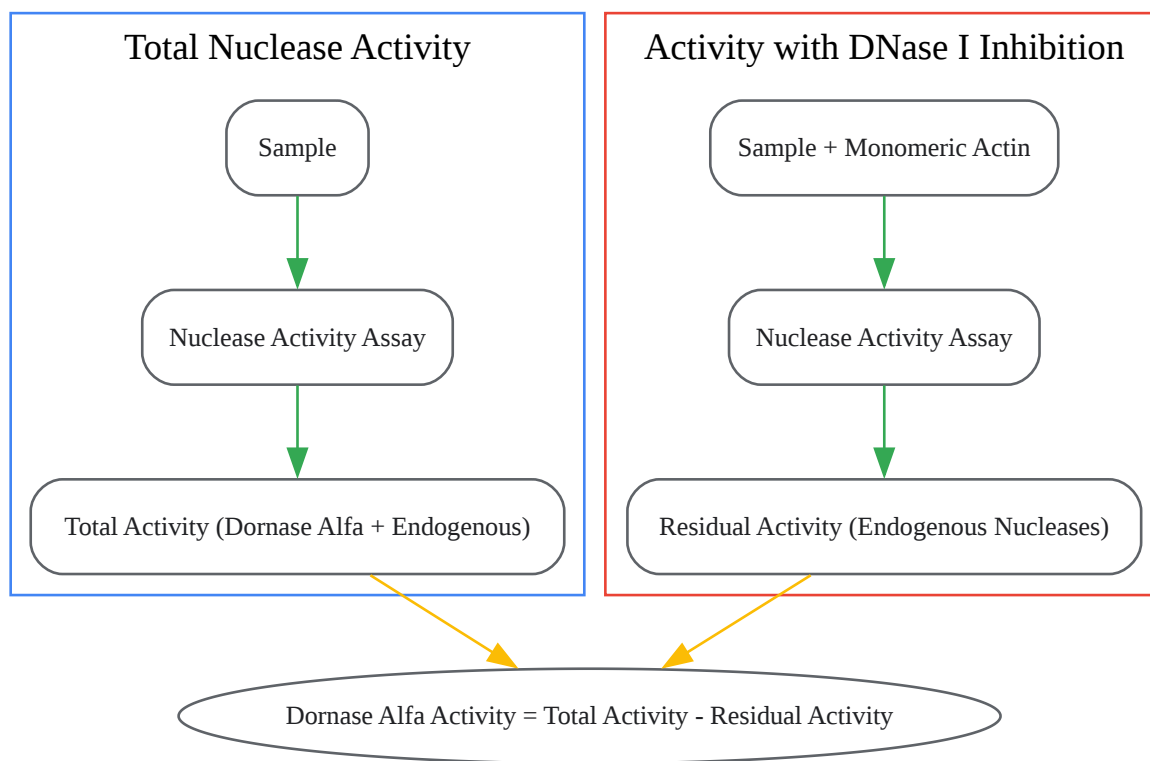 Total Nuclease Activity
Sample
Nuclease Activity Assay
Total Activity (Dornase Alfa + Endogenous)
Activity with DNase I Inhibition
Sample + Monomeric Actin
Nuclease Activity Assay
Residual Activity (Endogenous Nucleases)
Dornase Alfa Activity = Total Activity - Residual Activity